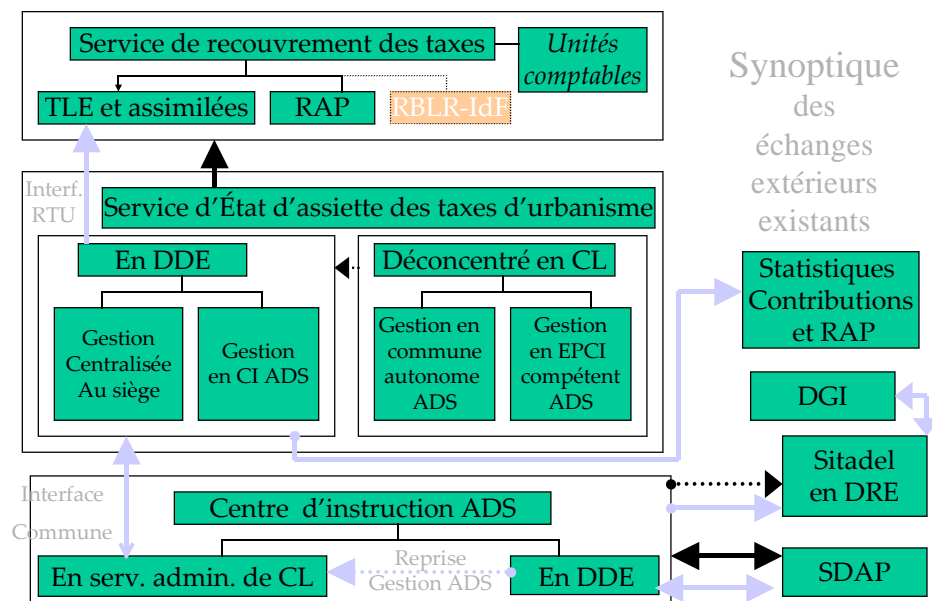 Service de recouvrement des taxes
Unités
comptables
TLE et assimilées
RAP
RBLR-IdF
Synoptique
des
échanges
extérieurs
existants
Interf.
RTU
Service d'État d'assiette des taxes d'urbanisme
En DDE
Déconcentré en CL
Gestion
Centralisée
Au siège
Gestion
en CI ADS
Gestion en
commune
autonome
ADS
Gestion
en EPCI
compétent
ADS
Statistiques
Contributions
et RAP
DGI
Sitadel
en DRE
Interface
Commune
Centre d'instruction ADS
En serv. admin. de CL
Reprise
Gestion ADS
En DDE
SDAP